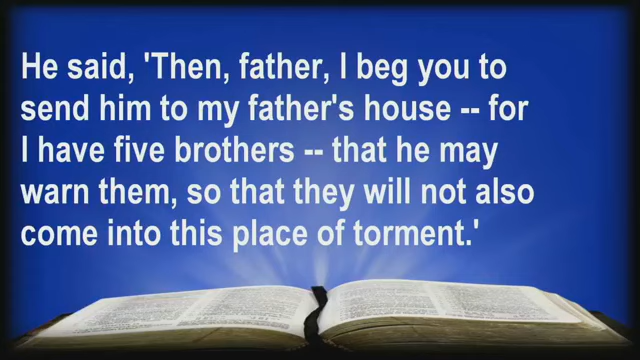 He said, 'Then, father, I beg you to
send him to my father's house -- for
I have five brothers -- that he may
warn them, so that they will not also
come into this place of torment.'